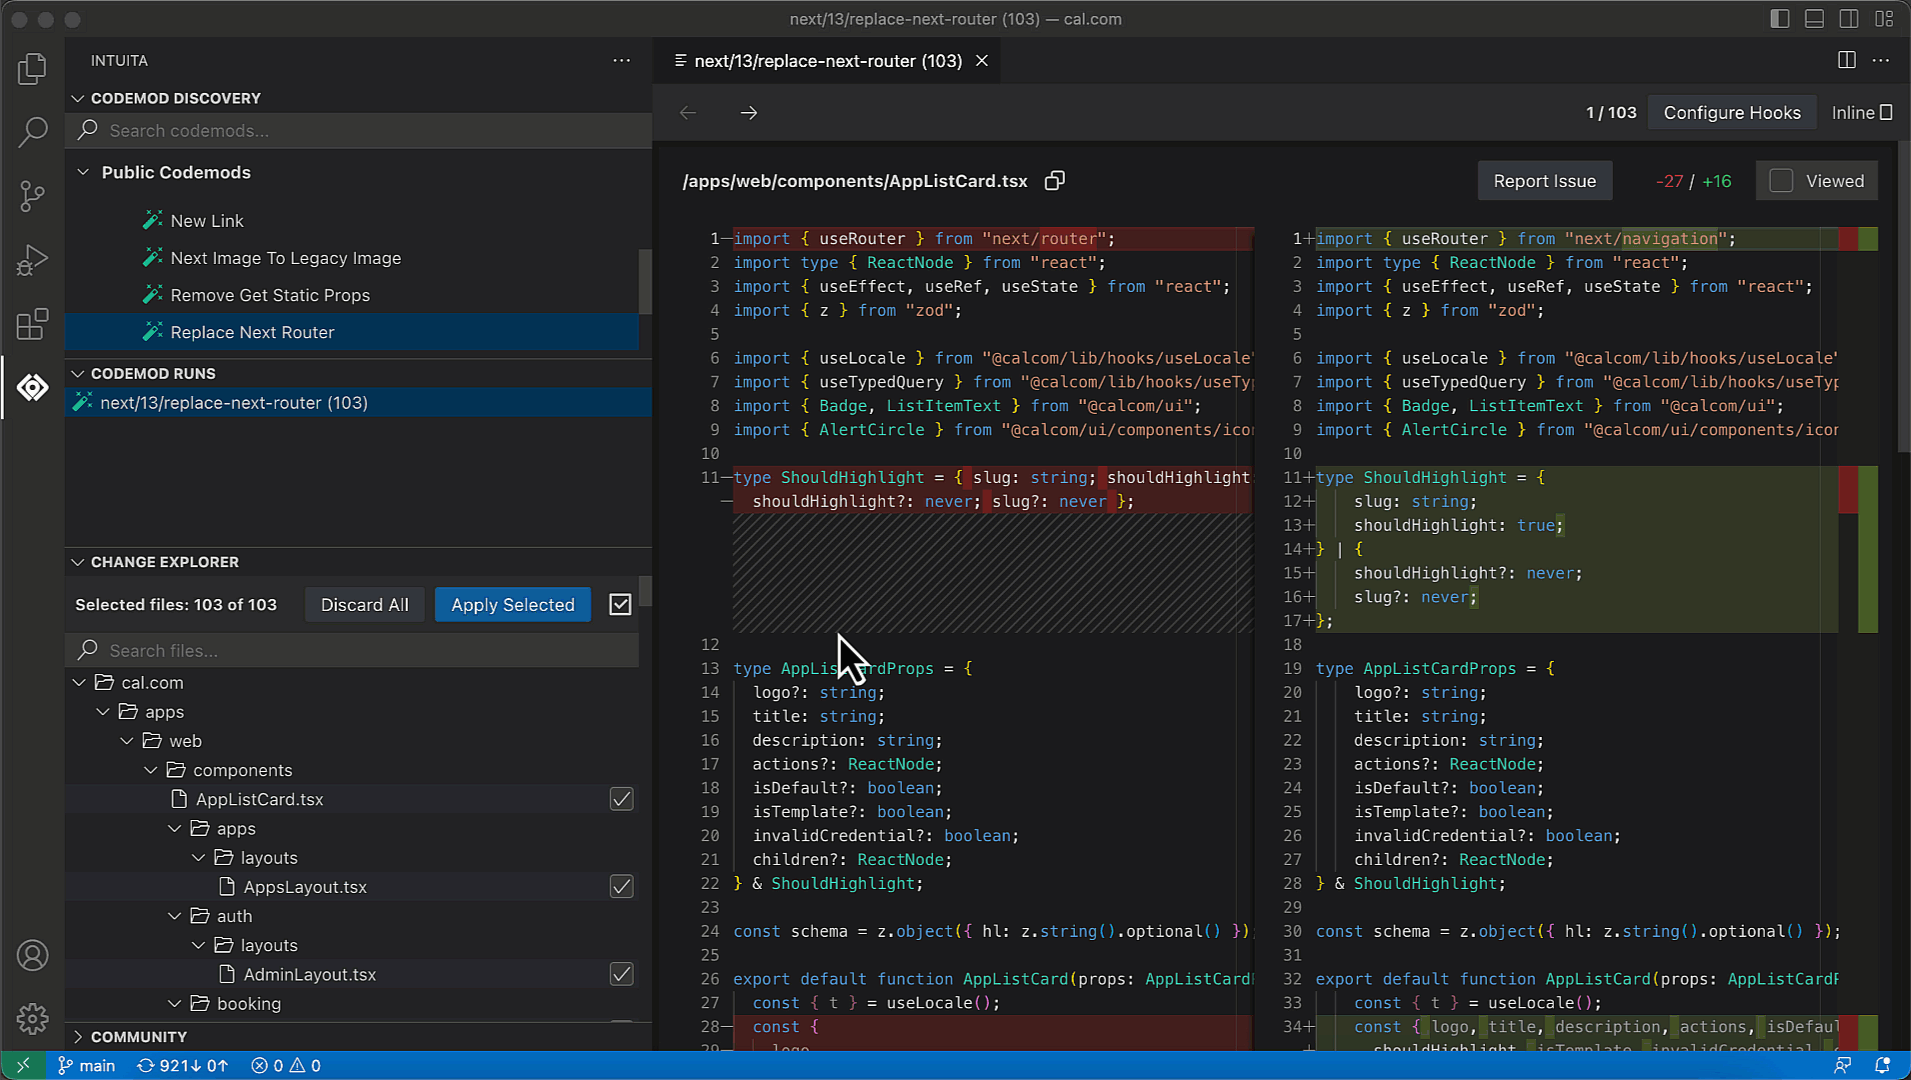 next/13/replace-next-router (103) — cal.com
INTUITA
CODEMOD DISCOVERY
Search codemods...
Public Codemods
New Link
Next Image To Legacy Image
Remove Get Static Props
Replace Next Router
CODEMOD RUNS
next/13/replace-next-router (103)
CHANGE EXPLORER
Selected files: 103 of 103
Discard All
Apply Selected
Search files...
cal.com
apps
web
components
AppListCard.tsx
apps
layouts
AppsLayout.tsx
auth
layouts
AdminLayout.tsx
booking
COMMUNITY
next/13/replace-next-router (103)
1 / 103
Configure Hooks
Inline
/apps/web/components/AppListCard.tsx
Report Issue
-27 / +16
Viewed
1−import { useRouter } from "next/router";
2 import type { ReactNode } from "react";
3 import { useEffect, useRef, useState } from "react";
4 import { z } from "zod";
5
6 import { useLocale } from "@calcom/lib/hooks/useLocale"
7 import { useTypedQuery } from "@calcom/lib/hooks/useTyp
8 import { Badge, ListItemText } from "@calcom/ui";
9 import { AlertCircle } from "@calcom/ui/components/icon
10
11−type ShouldHighlight = { slug: string; shouldHighlight
− shouldHighlight?: never; slug?: never };
12
13 type AppListCardProps = {
14 logo?: string;
15 title: string;
16 description: string;
17 actions?: ReactNode;
18 isDefault?: boolean;
19 isTemplate?: boolean;
20 invalidCredential?: boolean;
21 children?: ReactNode;
22 } & ShouldHighlight;
23
24 const schema = z.object({ hl: z.string().optional() });
25
26 export default function AppListCard(props: AppListCard
27 const { t } = useLocale();
28− const {
29− logo
1+import { useRouter } from "next/navigation";
2 import type { ReactNode } from "react";
3 import { useEffect, useRef, useState } from "react";
4 import { z } from "zod";
5
6 import { useLocale } from "@calcom/lib/hooks/useLocale"
7 import { useTypedQuery } from "@calcom/lib/hooks/useTyp
8 import { Badge, ListItemText } from "@calcom/ui";
9 import { AlertCircle } from "@calcom/ui/components/icon
10
11+type ShouldHighlight = {
12+ slug: string;
13+ shouldHighlight: true;
14+} | {
15+ shouldHighlight?: never;
16+ slug?: never;
17+};
18
19 type AppListCardProps = {
20 logo?: string;
21 title: string;
22 description: string;
23 actions?: ReactNode;
24 isDefault?: boolean;
25 isTemplate?: boolean;
26 invalidCredential?: boolean;
27 children?: ReactNode;
28 } & ShouldHighlight;
29
30 const schema = z.object({ hl: z.string().optional() });
31
32 export default function AppListCard(props: AppListCardP
33 const { t } = useLocale();
34+ const { logo, title, description, actions, isDefaul
+ shouldHighlight, isTemplate, invalidCredential,
main
921↓ 0↑
0
0